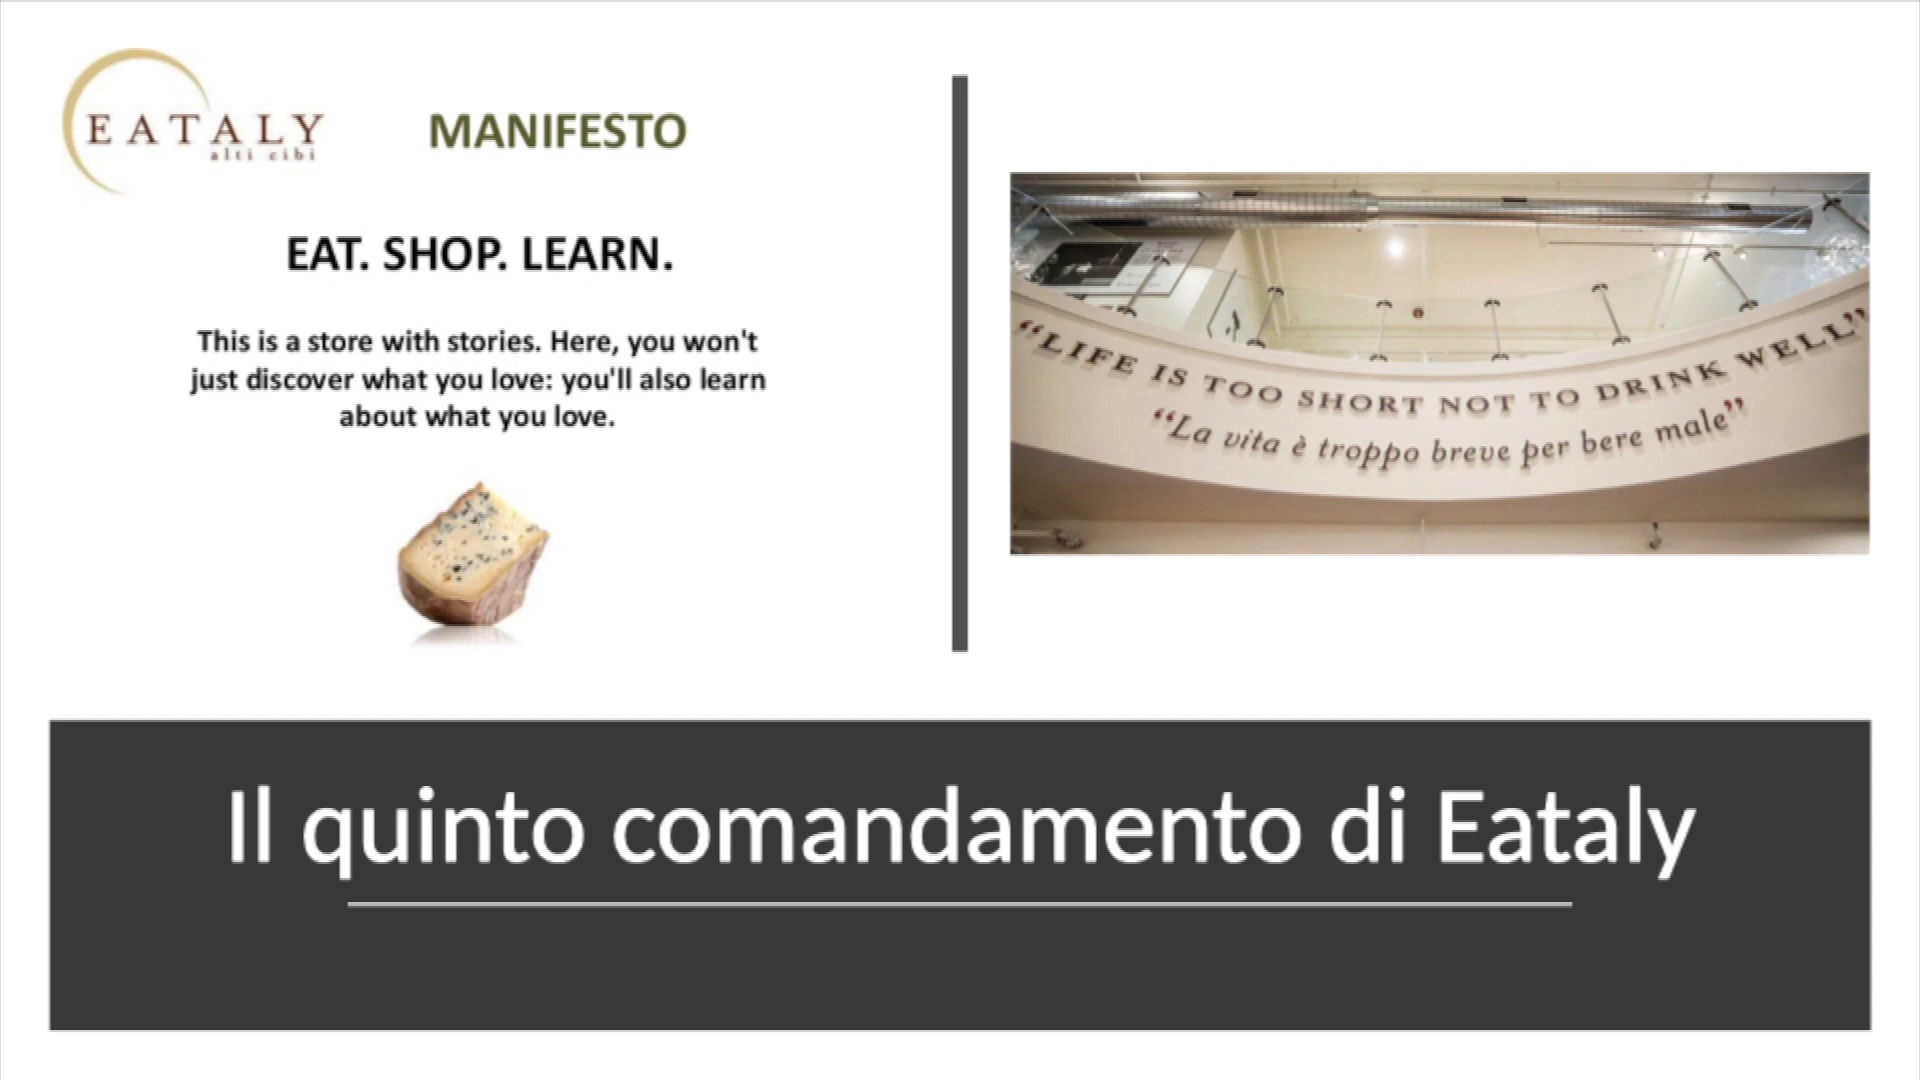 EATALY
alti cibi
MANIFESTO
EAT. SHOP. LEARN.
This is a store with stories. Here, you won't
just discover what you love: you'll also learn
about what you love.
“LIFE IS TOO SHORT NOT TO DRINK WELL”
“La vita è troppo breve per bere male”
Il quinto comandamento di Eataly